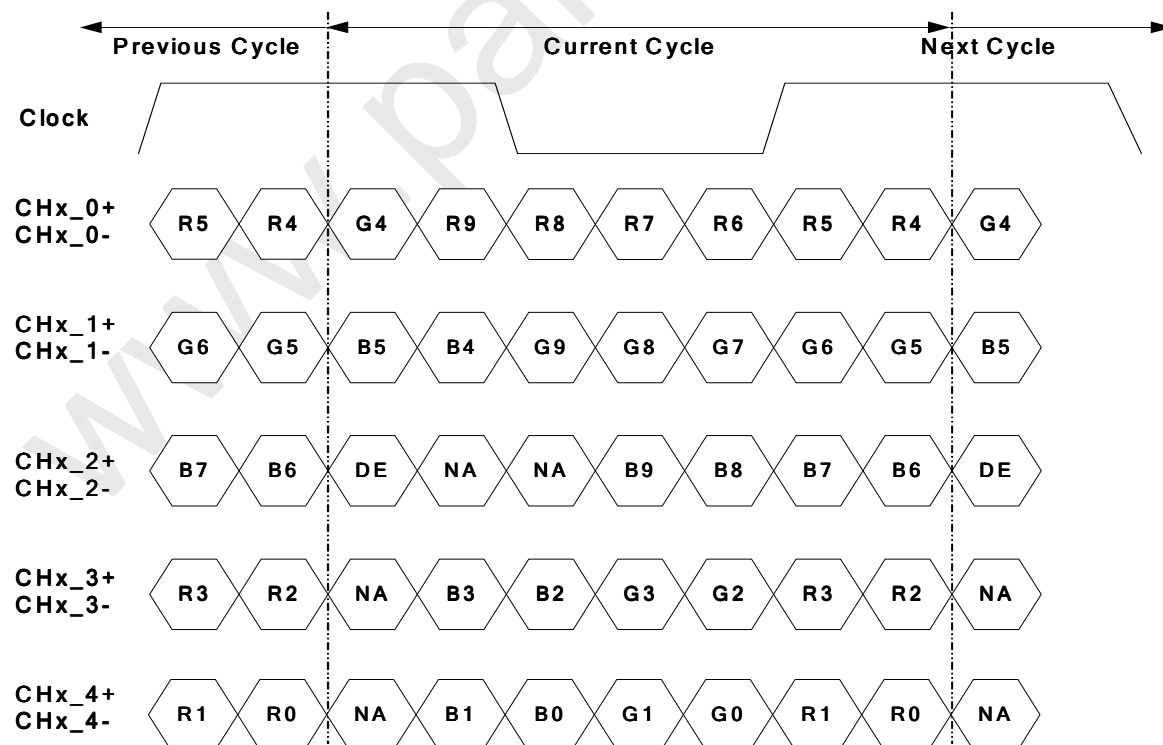 Previous Cycle Current Cycle Next Cycle
Clock
CHx_0+
CHx_0-
R5 R4 G4 R9 R8 R7 R6 R5 R4 G4
CHx_1+
CHx_1-
G6 G5 B5 B4 G9 G8 G7 G6 G5 B5
CHx_2+
CHx_2-
B7 B6 DE NA NA B9 B8 B7 B6 DE
CHx_3+
CHx_3-
R3 R2 NA B3 B2 G3 G2 R3 R2 NA
CHx_4+
CHx_4-
R1 R0 NA B1 B0 G1 G0 R1 R0 NA
www.pa